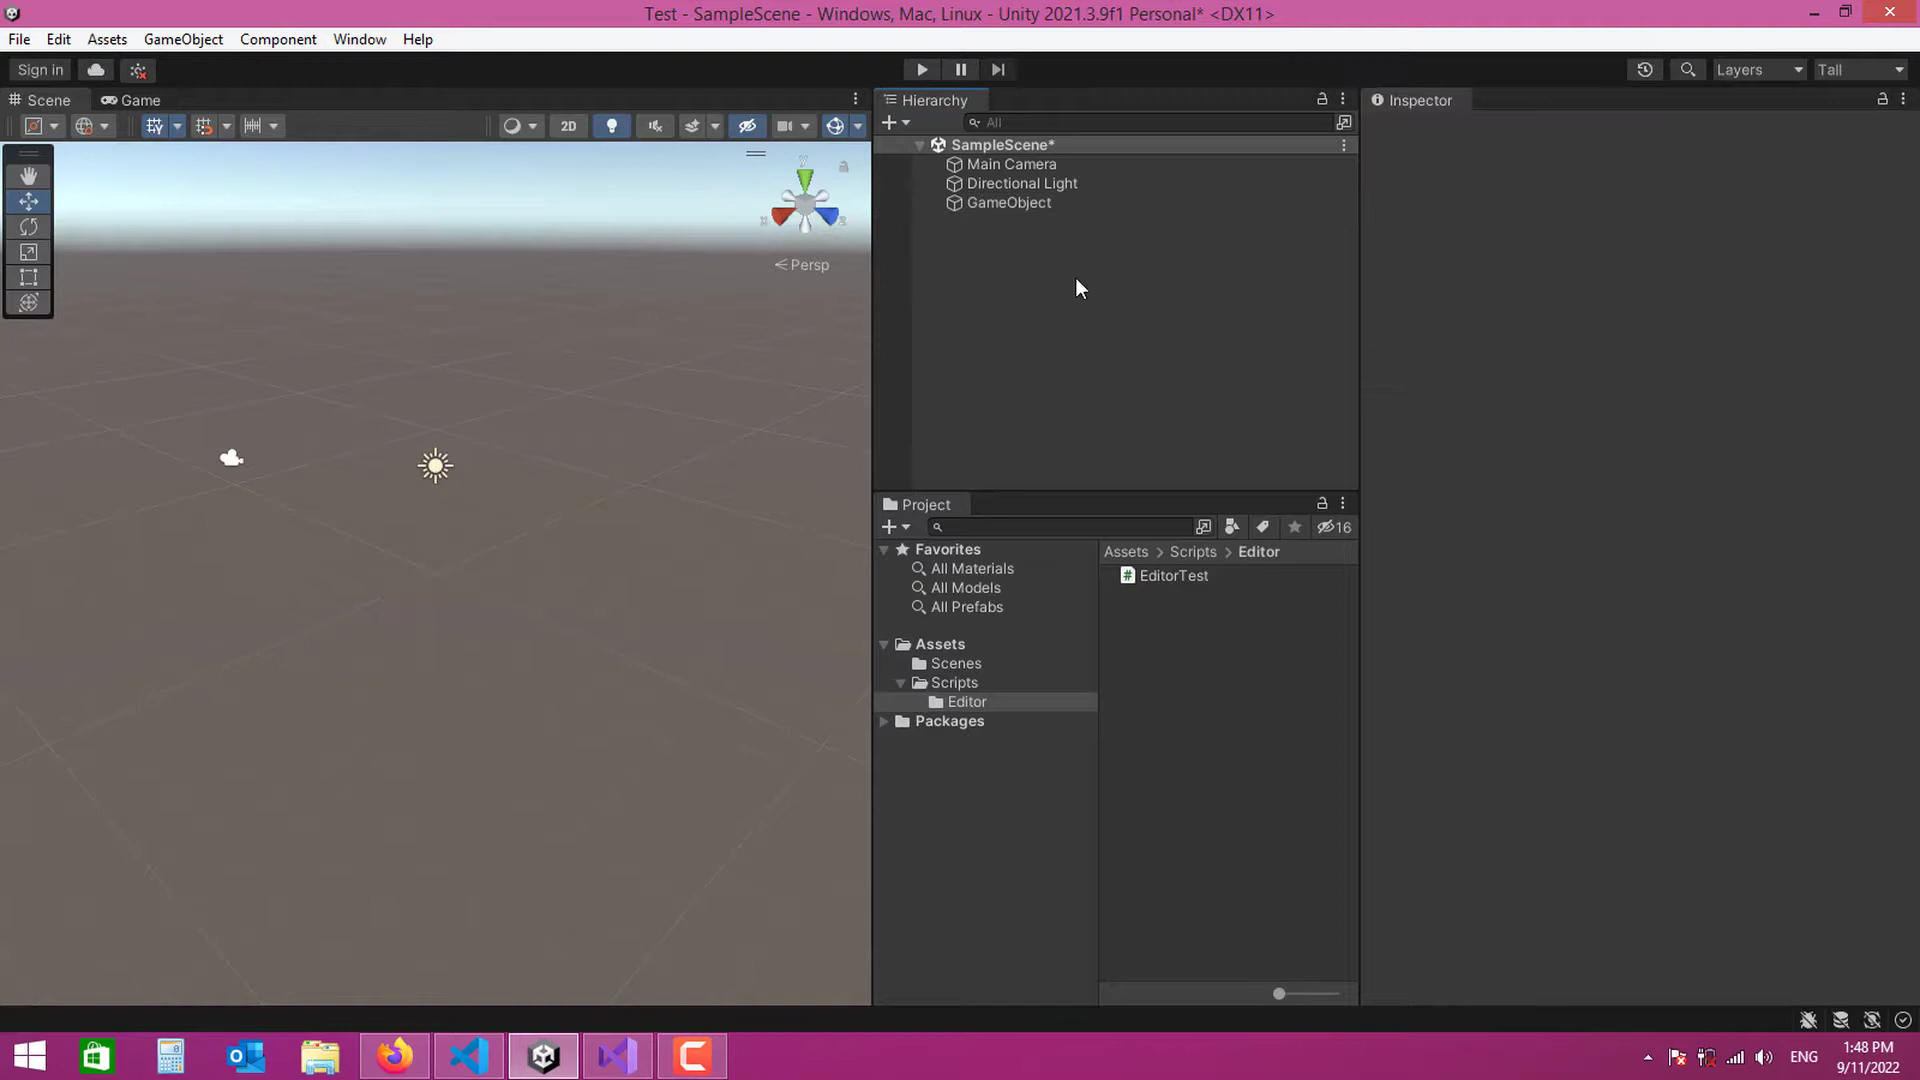 Test - SampleScene - Windows, Mac, Linux - Unity 2021.3.9f1 Personal* <DX11>
File Edit Assets GameObject Component Window Help
Sign in
Layers
Tall
Scene
Game
2D
y
x
z
Persp
Hierarchy
All
SampleScene*
Main Camera
Directional Light
GameObject
Inspector
Project
16
Favorites
All Materials
All Models
All Prefabs
Assets
Scenes
Scripts
Editor
Packages
Assets > Scripts > Editor
EditorTest
ENG
1:48 PM
9/11/2022